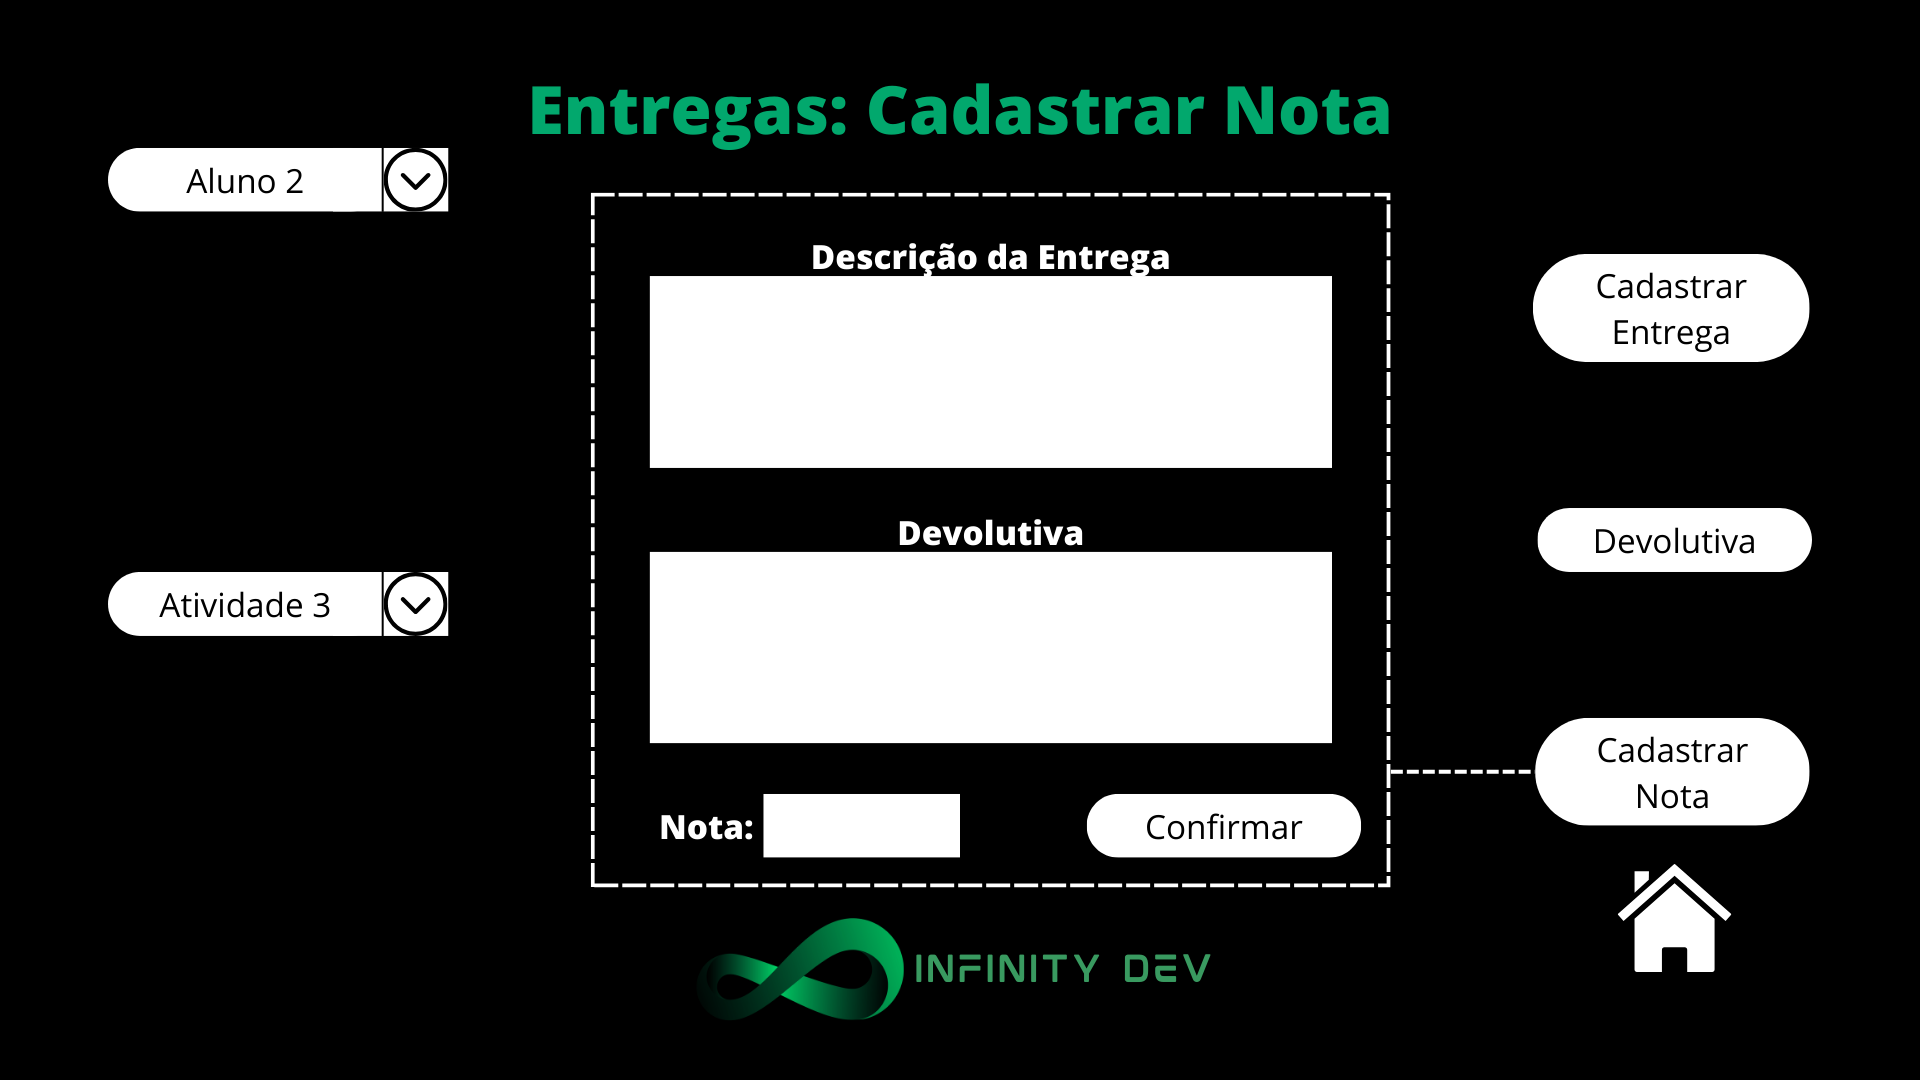 Entregas: Cadastrar Nota
Aluno 2
Descrição da Entrega
Cadastrar
Entrega
Devolutiva
Devolutiva
Atividade 3
Cadastrar
Nota
Nota:
Confirmar
INFINITY DEV